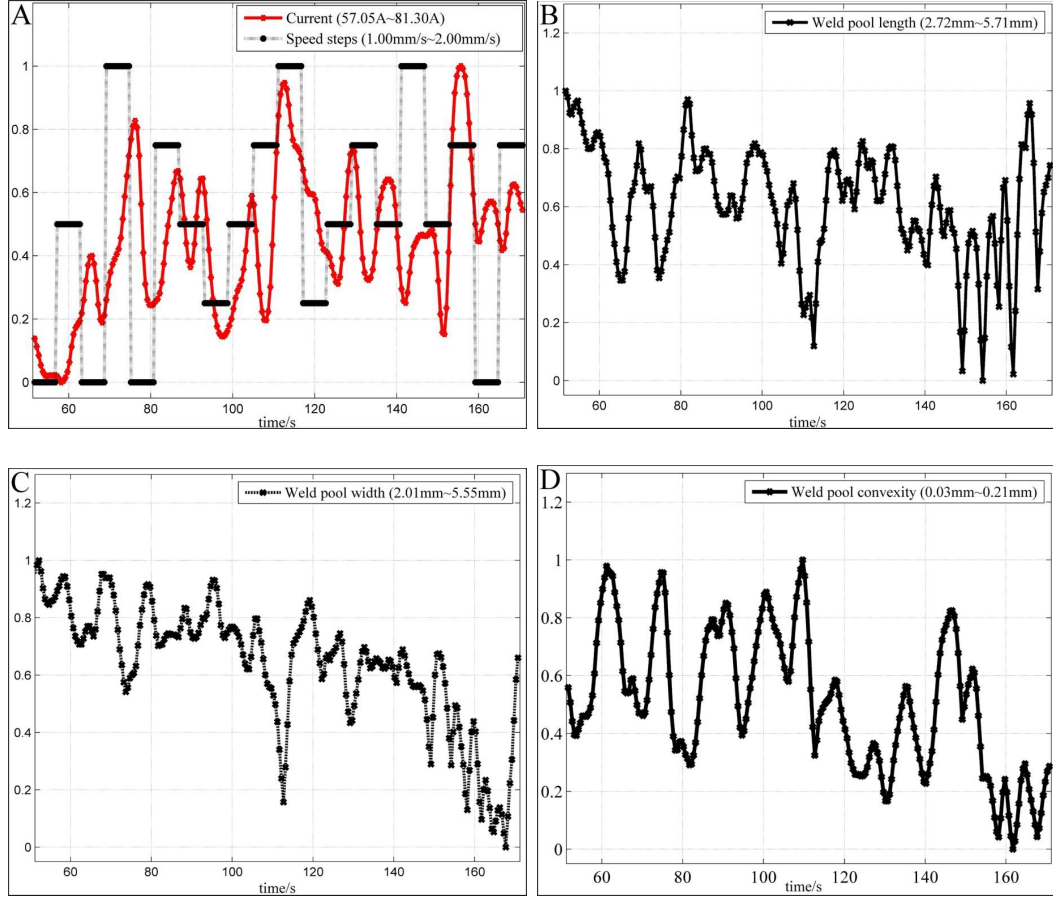 A
Current (57.05A~81.30A)
Speed steps (1.00mm/s~2.00mm/s)
1
0.8
0.6
0.4
0.2
0
60 80 100 120 140 160
time/s
B
Weld pool length (2.72mm~5.71mm)
1.2
1
0.8
0.6
0.4
0.2
0
60 80 100 120 140 160
time/s
C
Weld pool width (2.01mm~5.55mm)
1.2
1
0.8
0.6
0.4
0.2
0
60 80 100 120 140 160
time/s
D
Weld pool convexity (0.03mm~0.21mm)
1.2
1
0.8
0.6
0.4
0.2
0
60 80 100 120 140 160
time/s